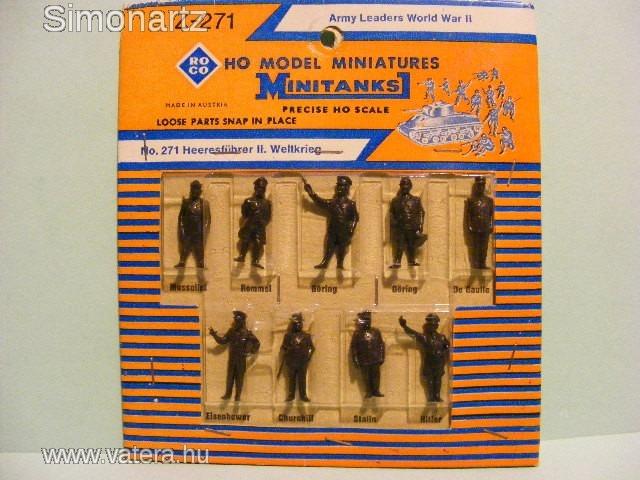 Simonartz
Z-271
Army Leaders World War II
RO
CO
HO MODEL MINIATURES
MINITANKS
MADE IN AUSTRIA
PRECISE HO SCALE
LOOSE PARTS SNAP IN PLACE
No. 271 Heeresführer II. Weltkrieg
Mussolini Rommel Göring Göring De Gaulle
Eisenhower Churchill Stalin Hitler
www.vatera.hu